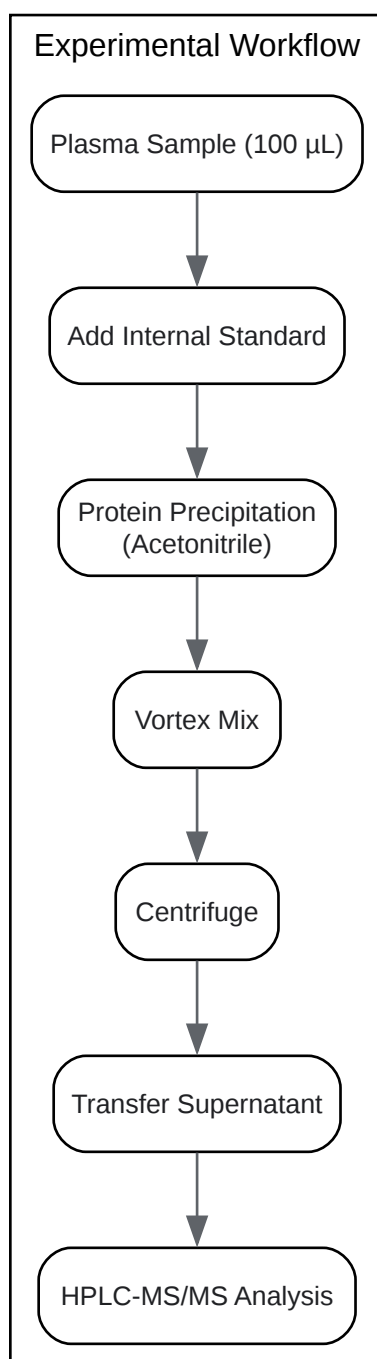 Experimental Workflow
Plasma Sample (100 µL)
Add Internal Standard
Protein Precipitation
(Acetonitrile)
Vortex Mix
Centrifuge
Transfer Supernatant
HPLC-MS/MS Analysis